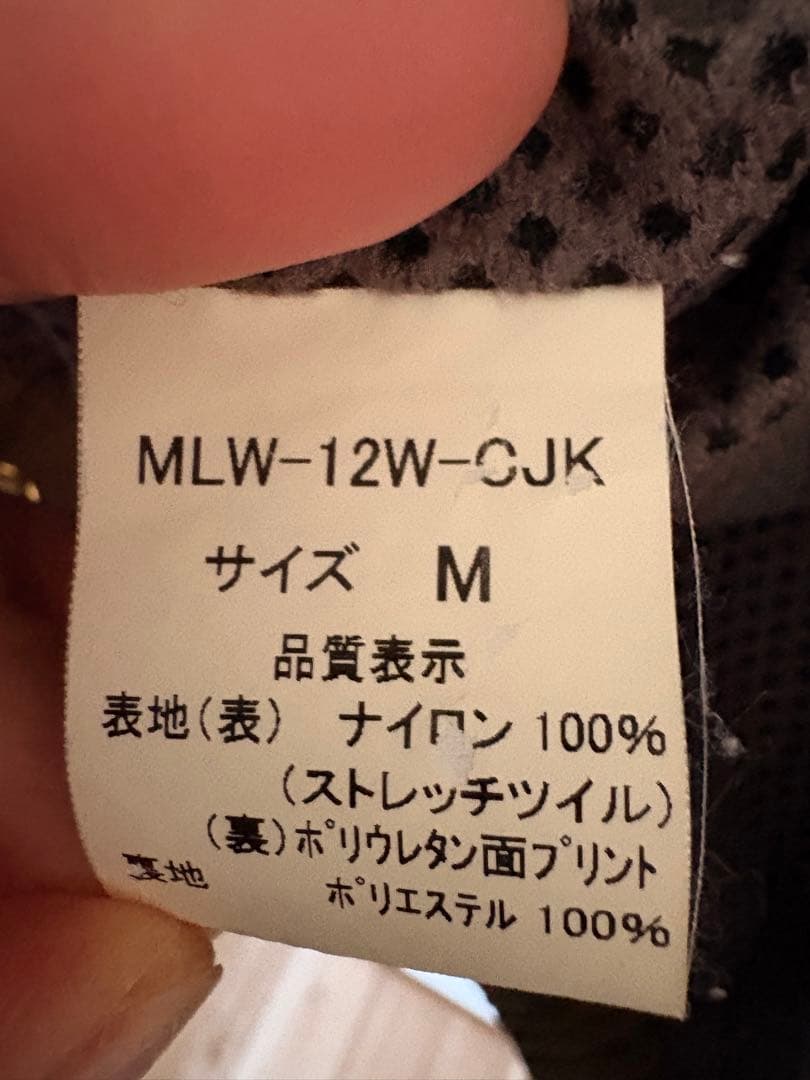 MLW-12W-CJK
サイズ M
品質表示
表地(表) ナイロン 100%
(ストレッチツイル)
(裏)ポリウレタン面プリント
裏地 ポリエステル 100%